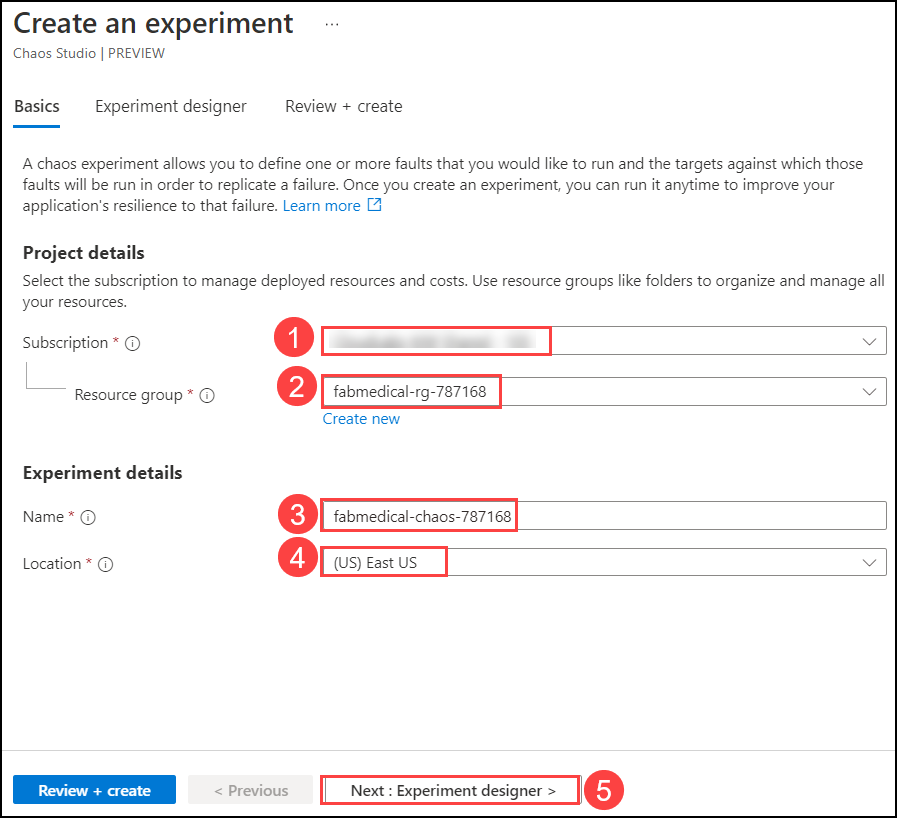 Create an experiment ...
Chaos Studio | PREVIEW
Basics Experiment designer Review + create
A chaos experiment allows you to define one or more faults that you would like to run and the targets against which those
faults will be run in order to replicate a failure. Once you create an experiment, you can run it anytime to improve your
application's resilience to that failure. Learn more
Project details
Select the subscription to manage deployed resources and costs. Use resource groups like folders to organize and manage all
your resources.
Subscription * 1
Resource group * 2 fabmedical-rg-787168
Create new
Experiment details
Name * 3 fabmedical-chaos-787168
Location * 4 (US) East US
Review + create < Previous Next : Experiment designer > 5